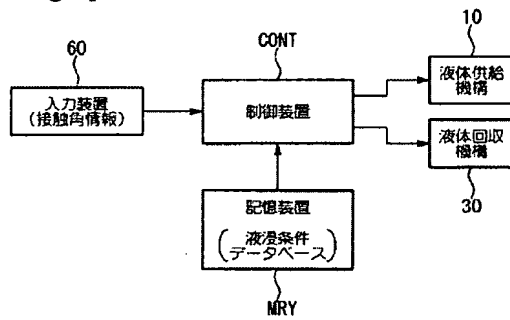 60
入力装置
(接触角情報)
CONT
制御装置
10
液体供給
機構
液体回収
機構
30
記憶装置
(液浸条件
データベース)
MRY